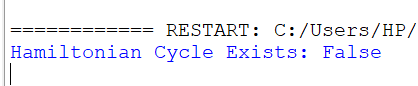 ============ RESTART: C:/Users/HP/
Hamiltonian Cycle Exists: False